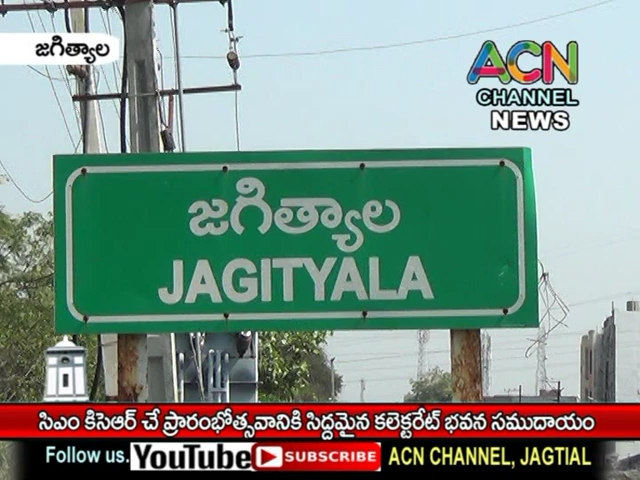 జగిత్యాల
ACN
CHANNEL
NEWS
జగిత్యాల
JAGITYALA
సిఎం కెసిఆర్ చే ప్రారంభోత్సవానికి సిద్దమైన కలెక్టరేట్ భవన సముదాయం
Follow us. YouTube SUBSCRIBE ACN CHANNEL, JAGTIAL